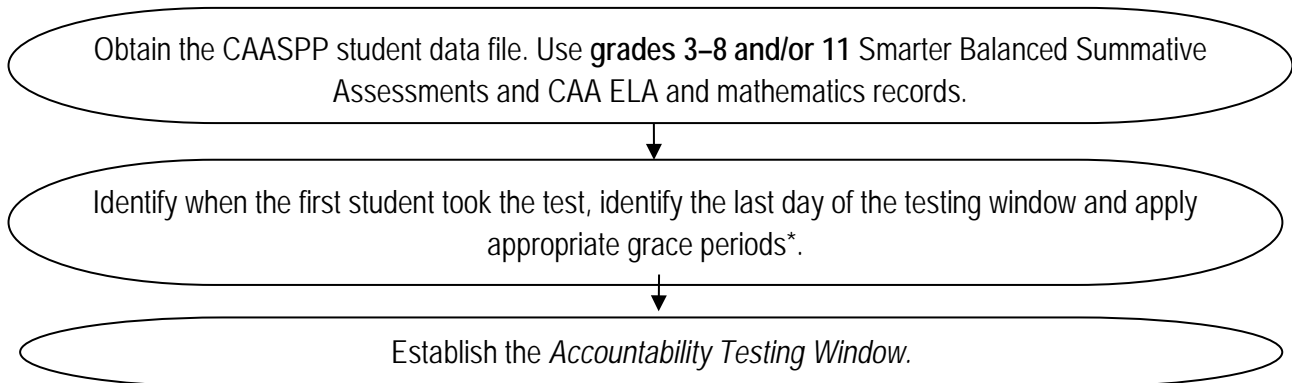 Obtain the CAASPP student data file. Use grades 3–8 and/or 11 Smarter Balanced Summative
Assessments and CAA ELA and mathematics records.
Identify when the first student took the test, identify the last day of the testing window and apply
appropriate grace periods*.
Establish the Accountability Testing Window.